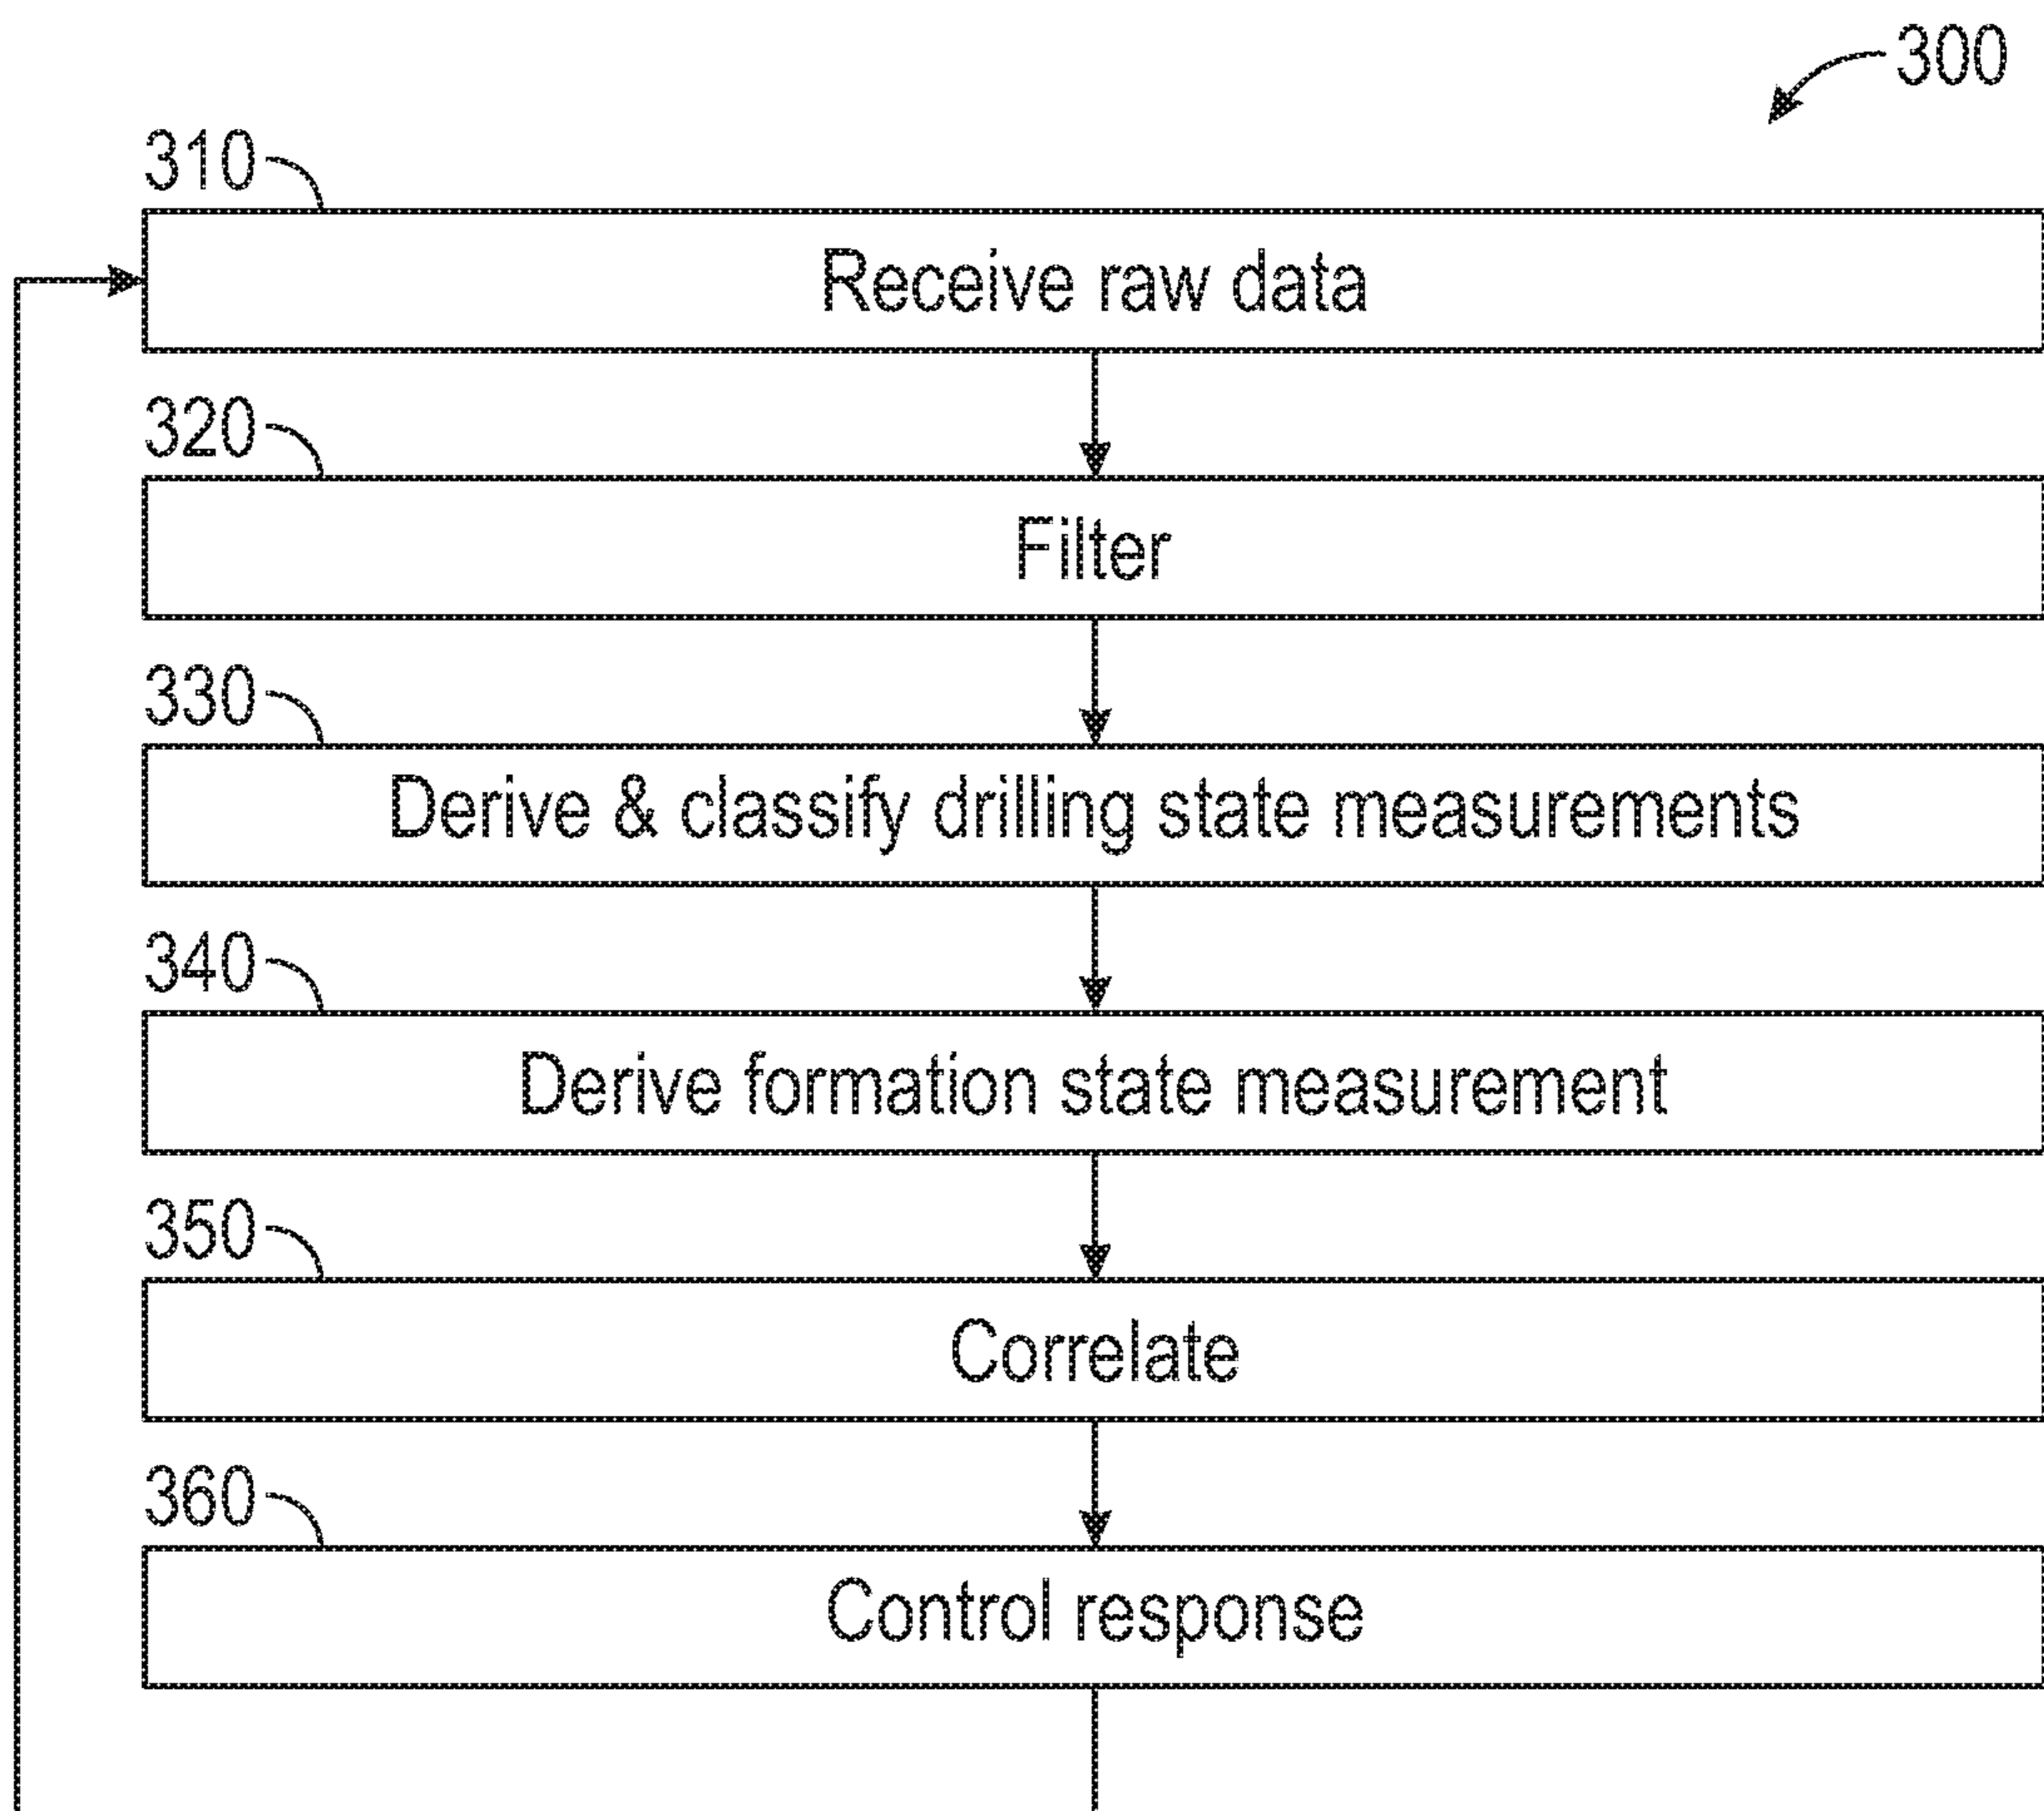 300
310
Receive raw data
320
Filter
330
Derive & classify drilling state measurements
340
Derive formation state measurement
350
Correlate
360
Control response